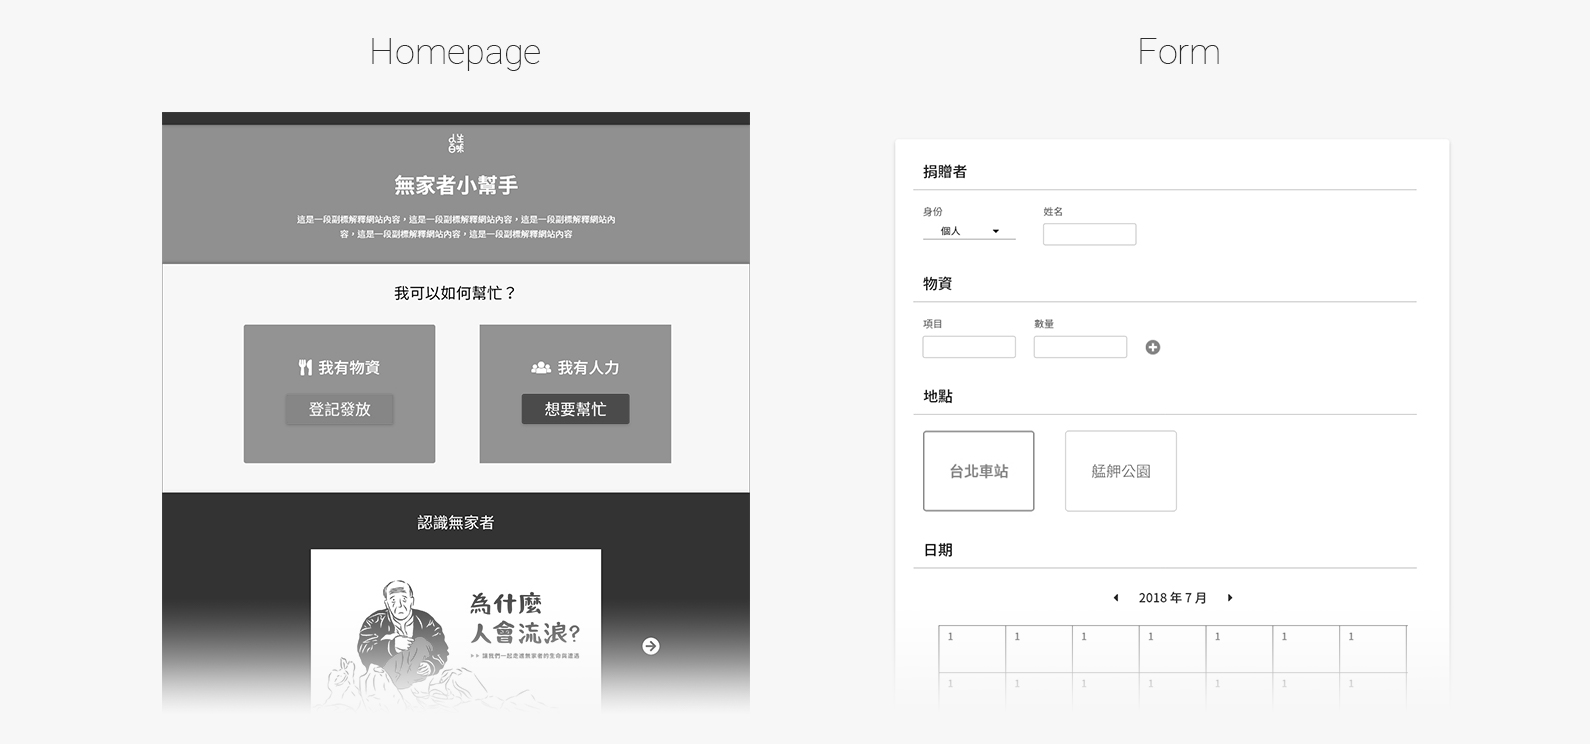 Homepage
無家者小幫手
這是一段副標解釋網站內容，這是一段副標解釋網站內容，這是一段副標解釋網站內
容，這是一段副標解釋網站內容，這是一段副標解釋網站內容
我可以如何幫忙？
我有物資
登記發放
我有人力
想要幫忙
認識無家者
為什麼
人會流浪?
讓我們一起走進無家者的生命與遭遇
Form
捐贈者
身份
姓名
個人
物資
項目
數量
地點
台北車站
艋舺公園
日期
2018 年 7 月
1 1 1 1 1 1 1
1 1 1 1 1 1 1